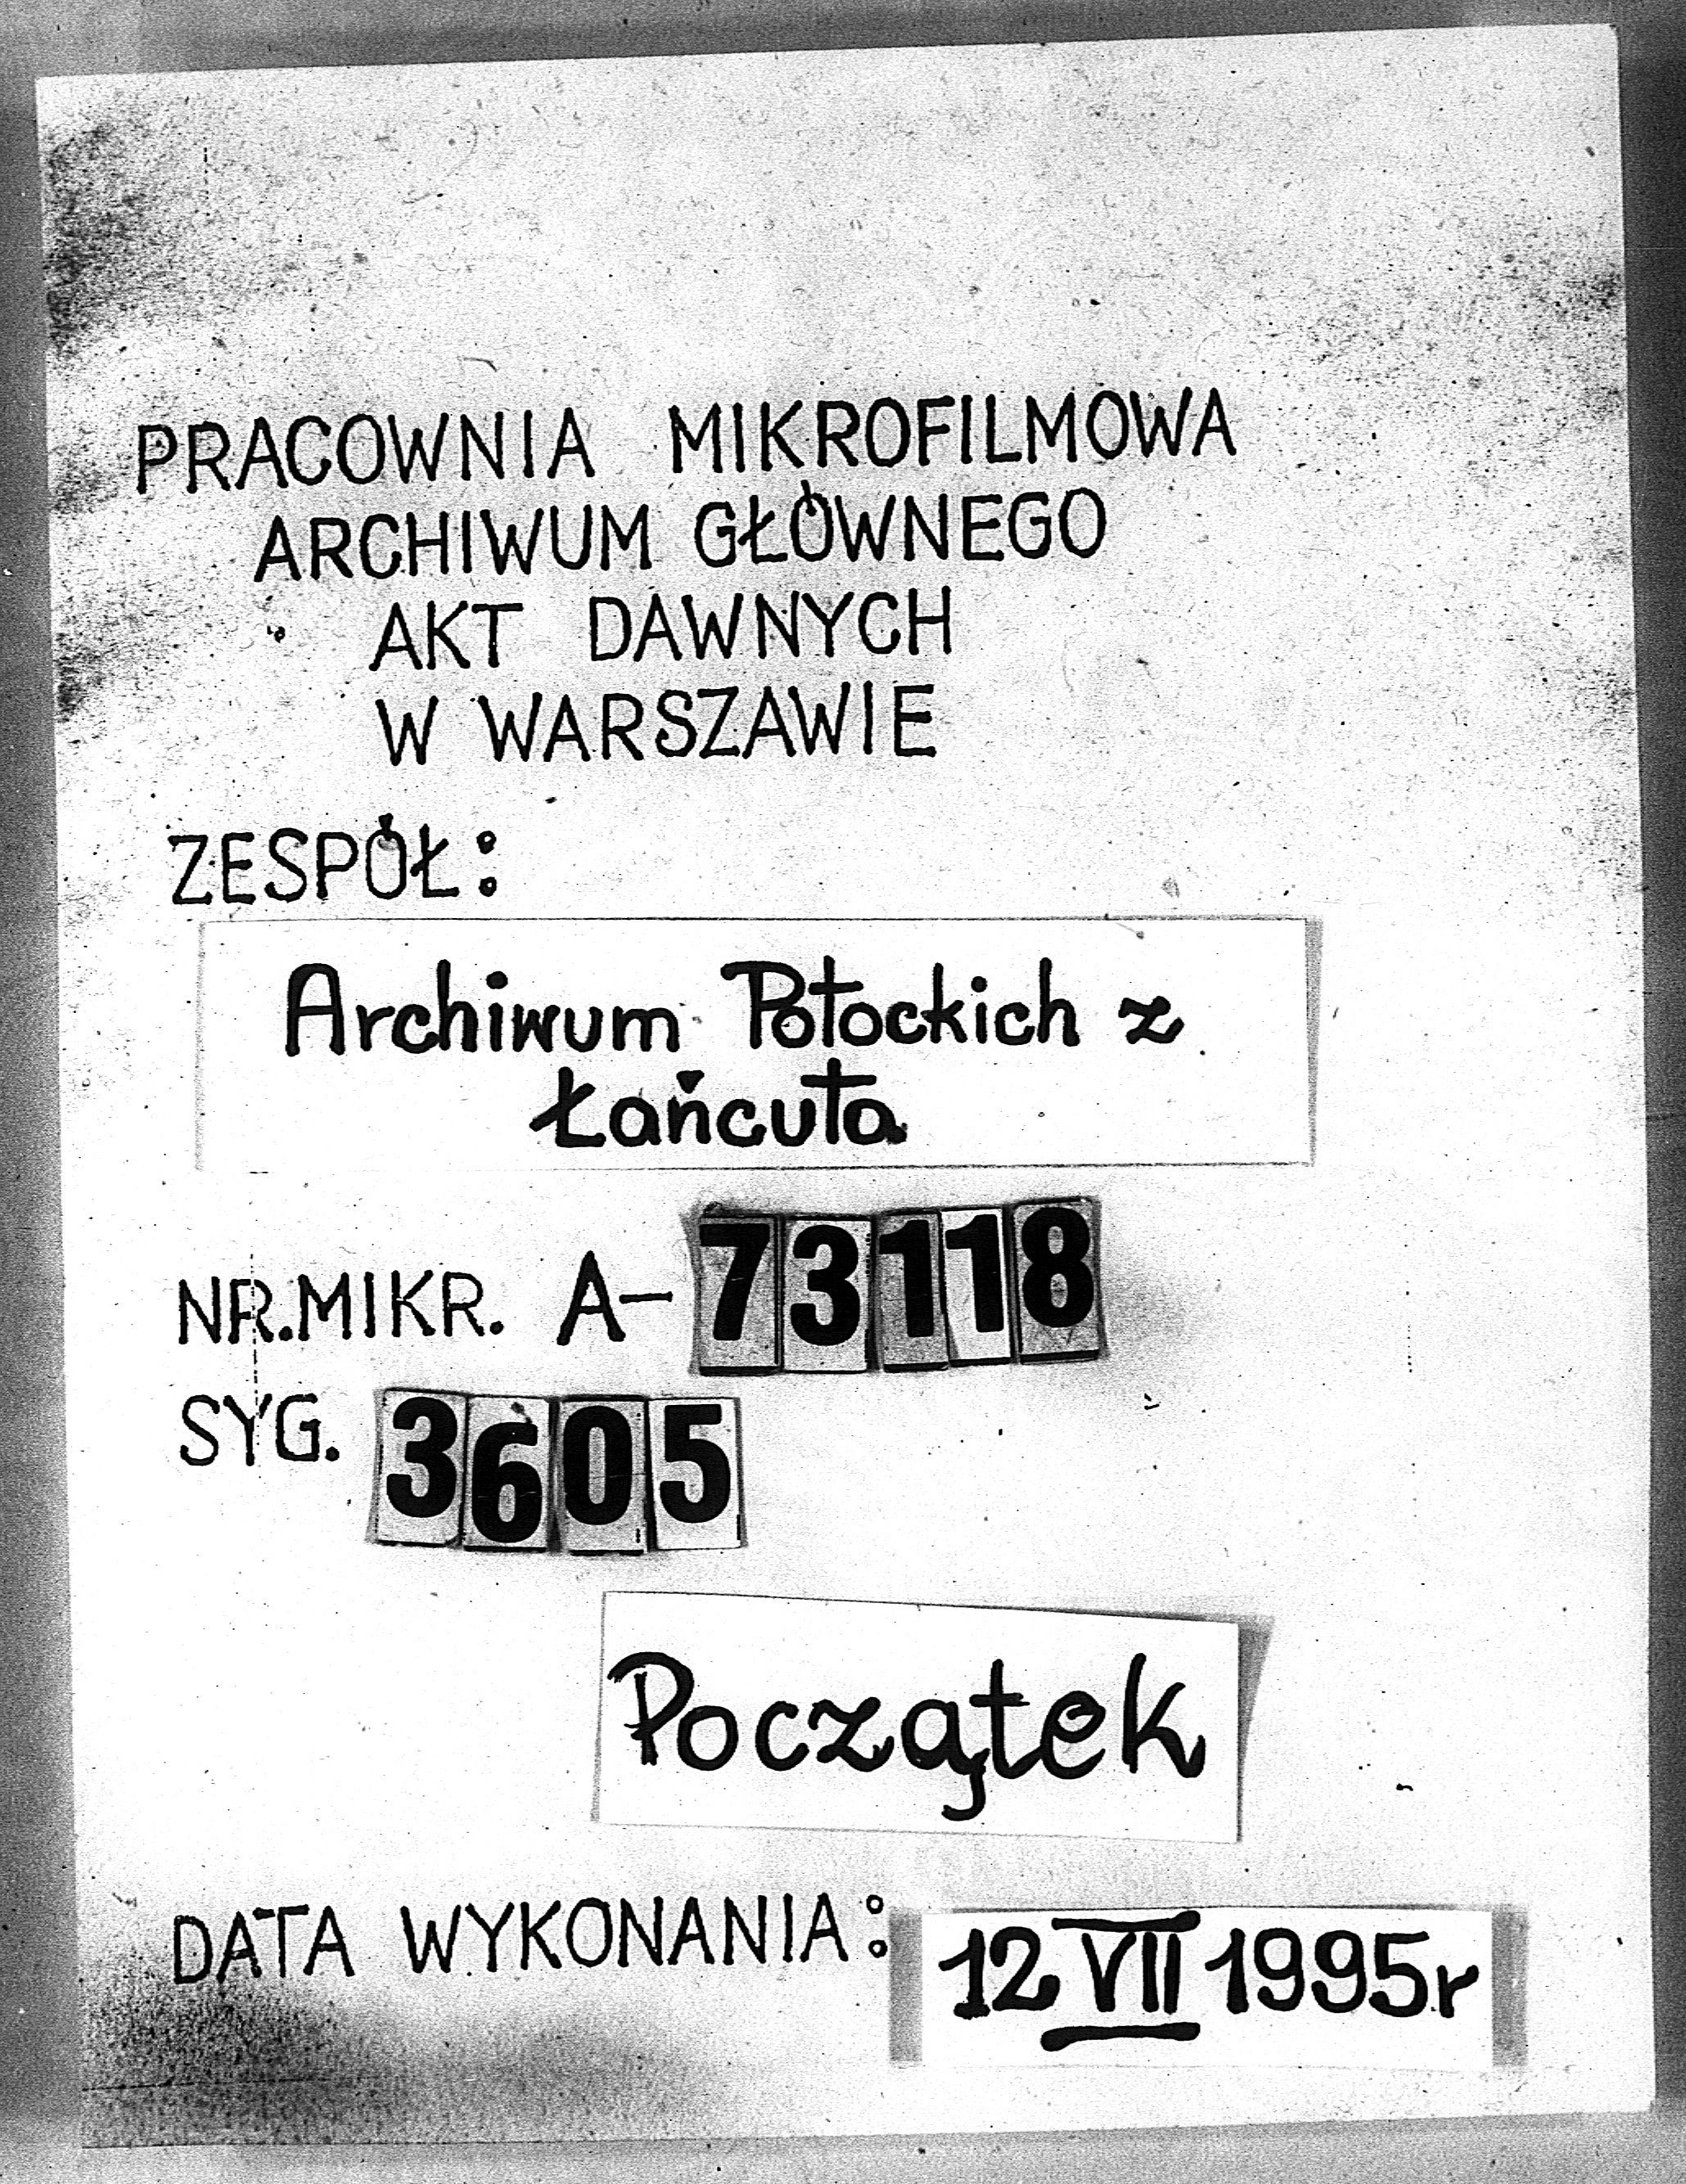 PRACOWNIA MIKROFILMOWA
ARCHIWUM GŁÓWNEGO
AKT DAWNYCH
W WARSZAWIE
ZESPÓŁ:
Archiwum Potockich z
Łańcuta
NR.MIKR. A-73118
SYG. 3605
Początek
DATA WYKONANIA: 12 VII 1995r